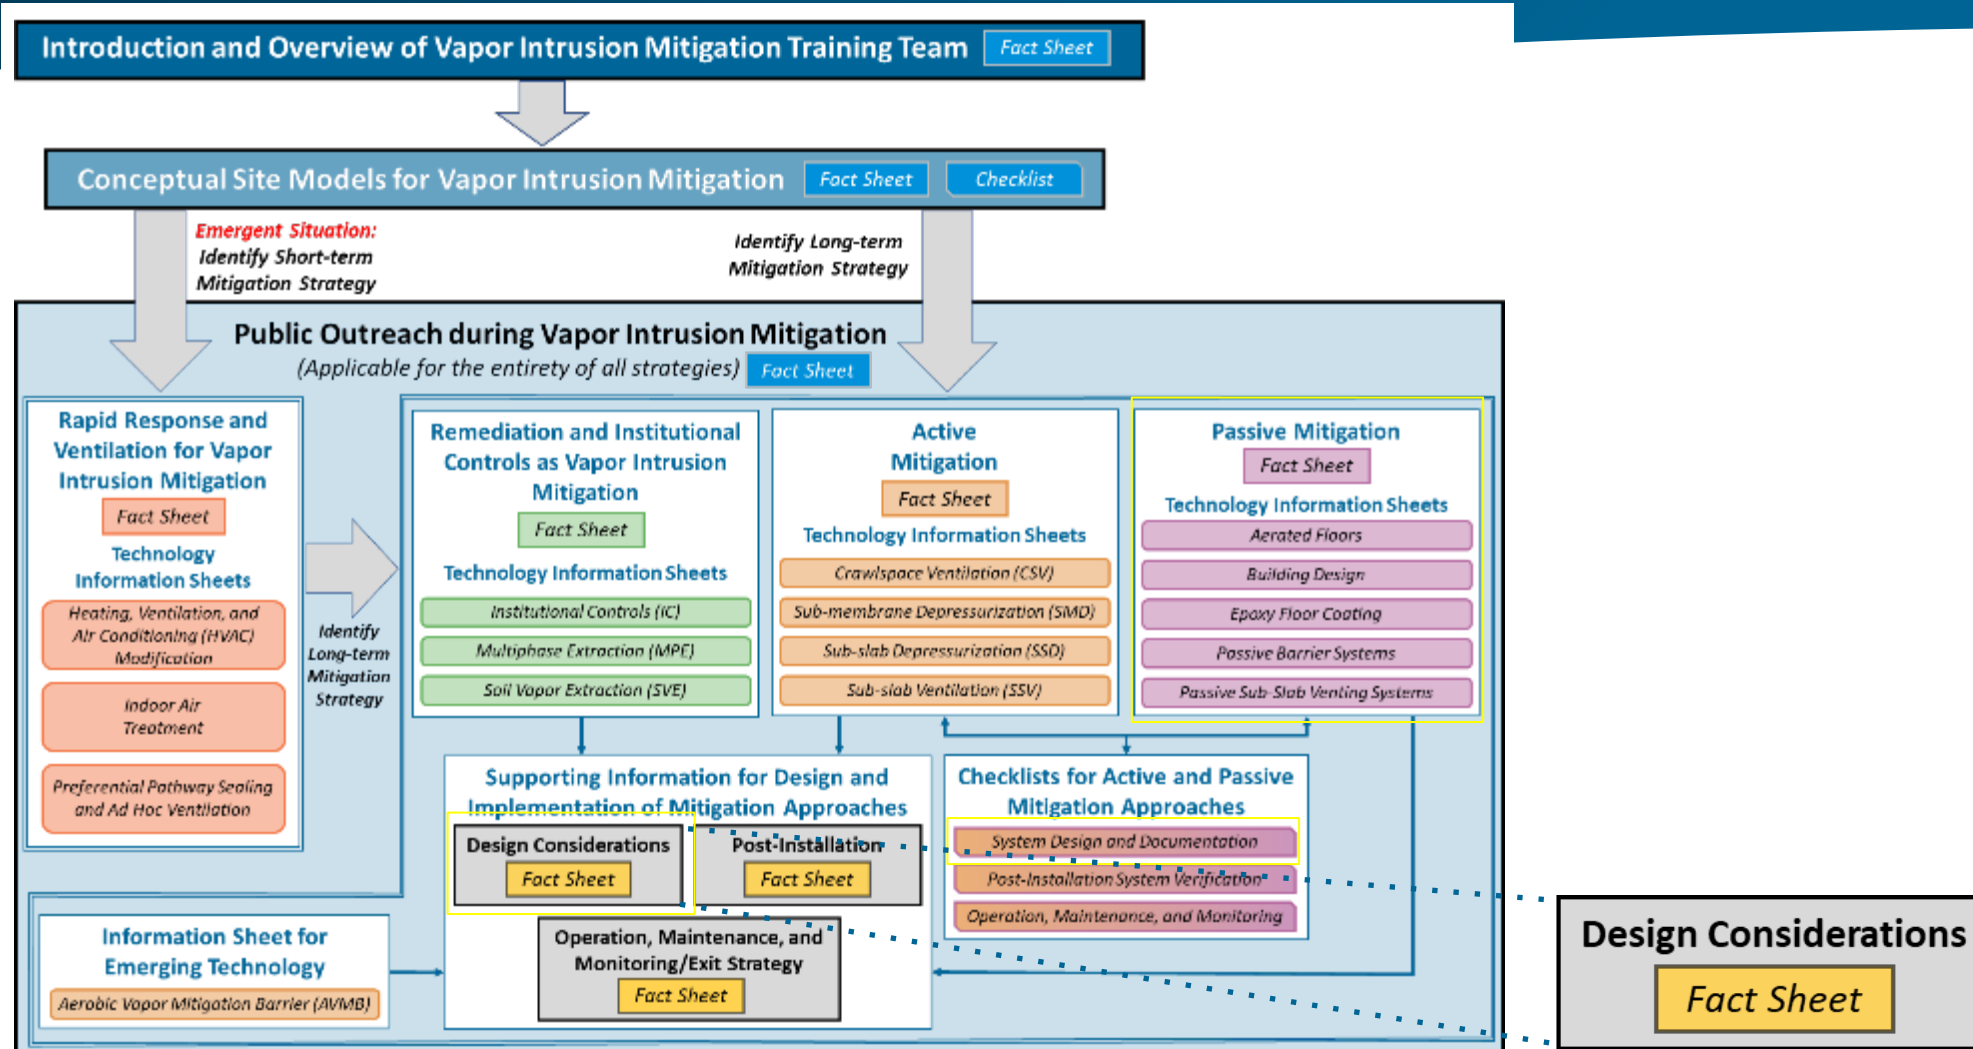 Introduction and Overview of Vapor Intrusion Mitigation Training Team
Fact Sheet
Conceptual Site Models for Vapor Intrusion Mitigation
Fact Sheet
Checklist
Emergent Situation:
Identify Short-term
Mitigation Strategy
Identify Long-term
Mitigation Strategy
Public Outreach during Vapor Intrusion Mitigation
(Applicable for the entirety of all strategies)
Fact Sheet
Rapid Response and
Ventilation for Vapor
Intrusion Mitigation
Fact Sheet
Technology
Information Sheets
Heating, Ventilation, and
Air Conditioning (HVAC)
Modification
Indoor Air
Treatment
Preferential Pathway Sealing
and Ad Hoc Ventilation
Identify
Long-term
Mitigation
Strategy
Remediation and Institutional
Controls as Vapor Intrusion
Mitigation
Fact Sheet
Technology Information Sheets
Institutional Controls (IC)
Multiphase Extraction (MPE)
Soil Vapor Extraction (SVE)
Active
Mitigation
Fact Sheet
Technology Information Sheets
Crawlspace Ventilation (CSV)
Sub-membrane Depressurization (SMD)
Sub-slab Depressurization (SSD)
Sub-slab Ventilation (SSV)
Passive Mitigation
Fact Sheet
Technology Information Sheets
Aerated Floors
Building Design
Epoxy Floor Coating
Passive Barrier Systems
Passive Sub-Slab Venting Systems
Supporting Information for Design and
Implementation of Mitigation Approaches
Design Considerations
Fact Sheet
Post-Installation
Fact Sheet
Operation, Maintenance, and
Monitoring/Exit Strategy
Fact Sheet
Checklists for Active and Passive
Mitigation Approaches
System Design and Documentation
Post-Installation System Verification
Operation, Maintenance, and Monitoring
Information Sheet for
Emerging Technology
Aerobic Vapor Mitigation Barrier (AVMB)
Design Considerations
Fact Sheet